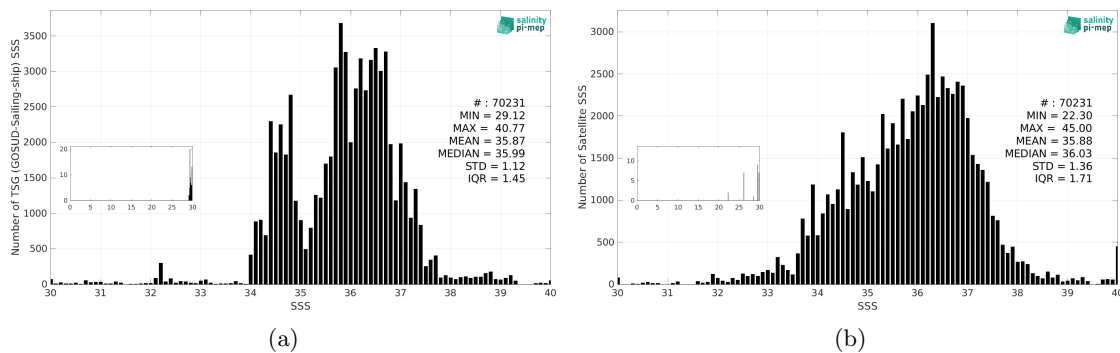 salinity
pi-mep
Number of TSG (GOSUD-Sailing-ship) SSS
3500
3000
2500
2000
1500
1000
500
0
# : 70231
MIN = 29.12
MAX = 40.77
MEAN = 35.87
MEDIAN = 35.99
STD = 1.12
IQR = 1.45
20
10
0
0 5 10 15 20 25 30
30 31 32 33 34 35 36 37 38 39 40
SSS
(a)
salinity
pi-mep
Number of Satellite SSS
3000
2500
2000
1500
1000
500
0
# : 70231
MIN = 22.30
MAX = 45.00
MEAN = 35.88
MEDIAN = 36.03
STD = 1.36
IQR = 1.71
10
5
0
0 5 10 15 20 25 30
30 31 32 33 34 35 36 37 38 39 40
SSS
(b)